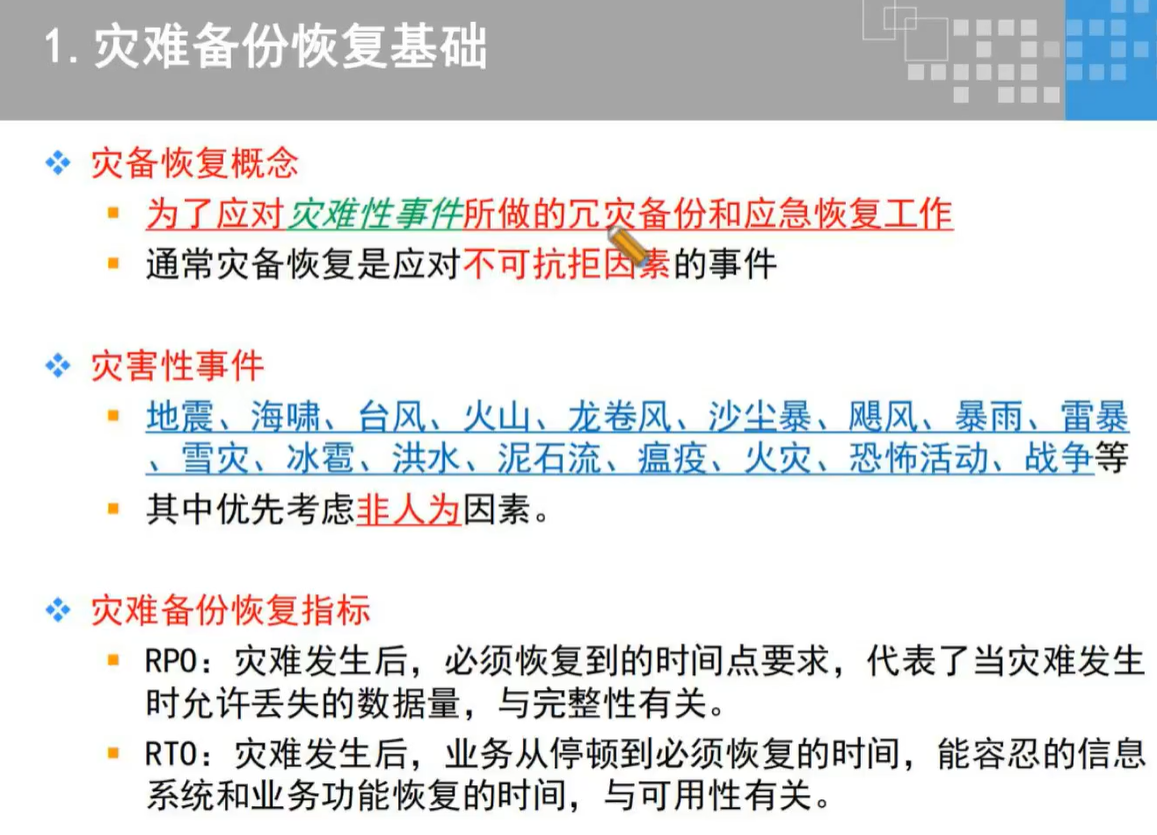 1.灾难备份恢复基础
灾备恢复概念
为了应对灾难性事件所做的冗灾备份和应急恢复工作
通常灾备恢复是应对不可抗拒因素的事件
灾害性事件
地震、海啸、台风、火山、龙卷风、沙尘暴、飓风、暴雨、雷暴
、雪灾、冰雹、洪水、泥石流、瘟疫、火灾、恐怖活动、战争等
其中优先考虑非人为因素。
灾难备份恢复指标
RPO：灾难发生后，必须恢复到的时间点要求，代表了当灾难发生
时允许丢失的数据量，与完整性有关。
RTO：灾难发生后，业务从停顿到必须恢复的时间，能容忍的信息
系统和业务功能恢复的时间，与可用性有关。